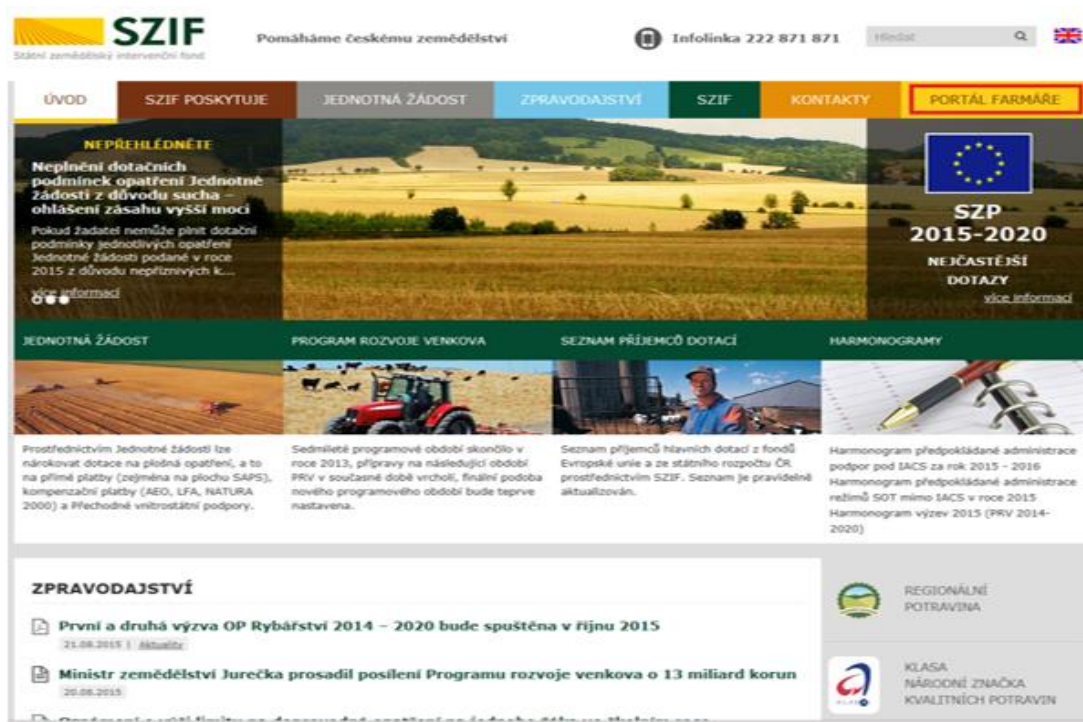 SZIF
Státní zemědělský intervenční fond
Pomáháme českému zemědělství
Infolinka 222 871 871
Hledat
ÚVOD
SZIF POSKYTUJE
JEDNOTNÁ ŽÁDOST
ZPRAVODAJSTVÍ
SZIF
KONTAKTY
PORTÁL FARMÁŘE
NEPŘEHLÉDNĚTE
Neplnění dotačních
podmínek opatření Jednotné
žádosti z důvodu sucha –
ohlášení zásahu vyšší moci
Pokud žadatel nemůže plnit dotační
podmínky jednotlivých opatření
Jednotné žádosti podané v roce
2015 z důvodu nepříznivých k...
více informací
SZP
2015-2020
NEJČASTĚJŠÍ
DOTAZY
více informací
JEDNOTNÁ ŽÁDOST
PROGRAM ROZVOJE VENKOVA
SEZNAM PŘÍJEMCŮ DOTACÍ
HARMONOGRAMY
Prostřednictvím Jednotné žádosti lze
nárokovat dotace na plošná opatření, a to
na přímé platby (zejména na plochu SAPS),
kompenzační platby (AEO, LFA, NATURA
2000) a Přechodné vnitrostátní podpory.
Sedmileté programové období skončilo v
roce 2013, přípravy na následující období
PRV v současné době vrcholí, finální podoba
nového programového období bude teprve
nastavena.
Seznam příjemců hlavních dotací z fondů
Evropské unie a ze státního rozpočtu ČR
prostřednictvím SZIF. Seznam je pravidelně
aktualizován.
Harmonogram předpokládané administrace
podpor pod IACS za rok 2015 - 2016
Harmonogram předpokládané administrace
režimů SOT mimo IACS v roce 2015
Harmonogram výzev 2015 (PRV 2014-
2020)
ZPRAVODAJSTVÍ
První a druhá výzva OP Rybářství 2014 – 2020 bude spuštěna v říjnu 2015
21.08.2015 | Aktuality
Ministr zemědělství Jurečka prosadil posílení Programu rozvoje venkova o 13 miliard korun
20.08.2015
REGIONÁLNÍ
POTRAVINA
KLASA
NÁRODNÍ ZNAČKA
KVALITNÍCH POTRAVIN